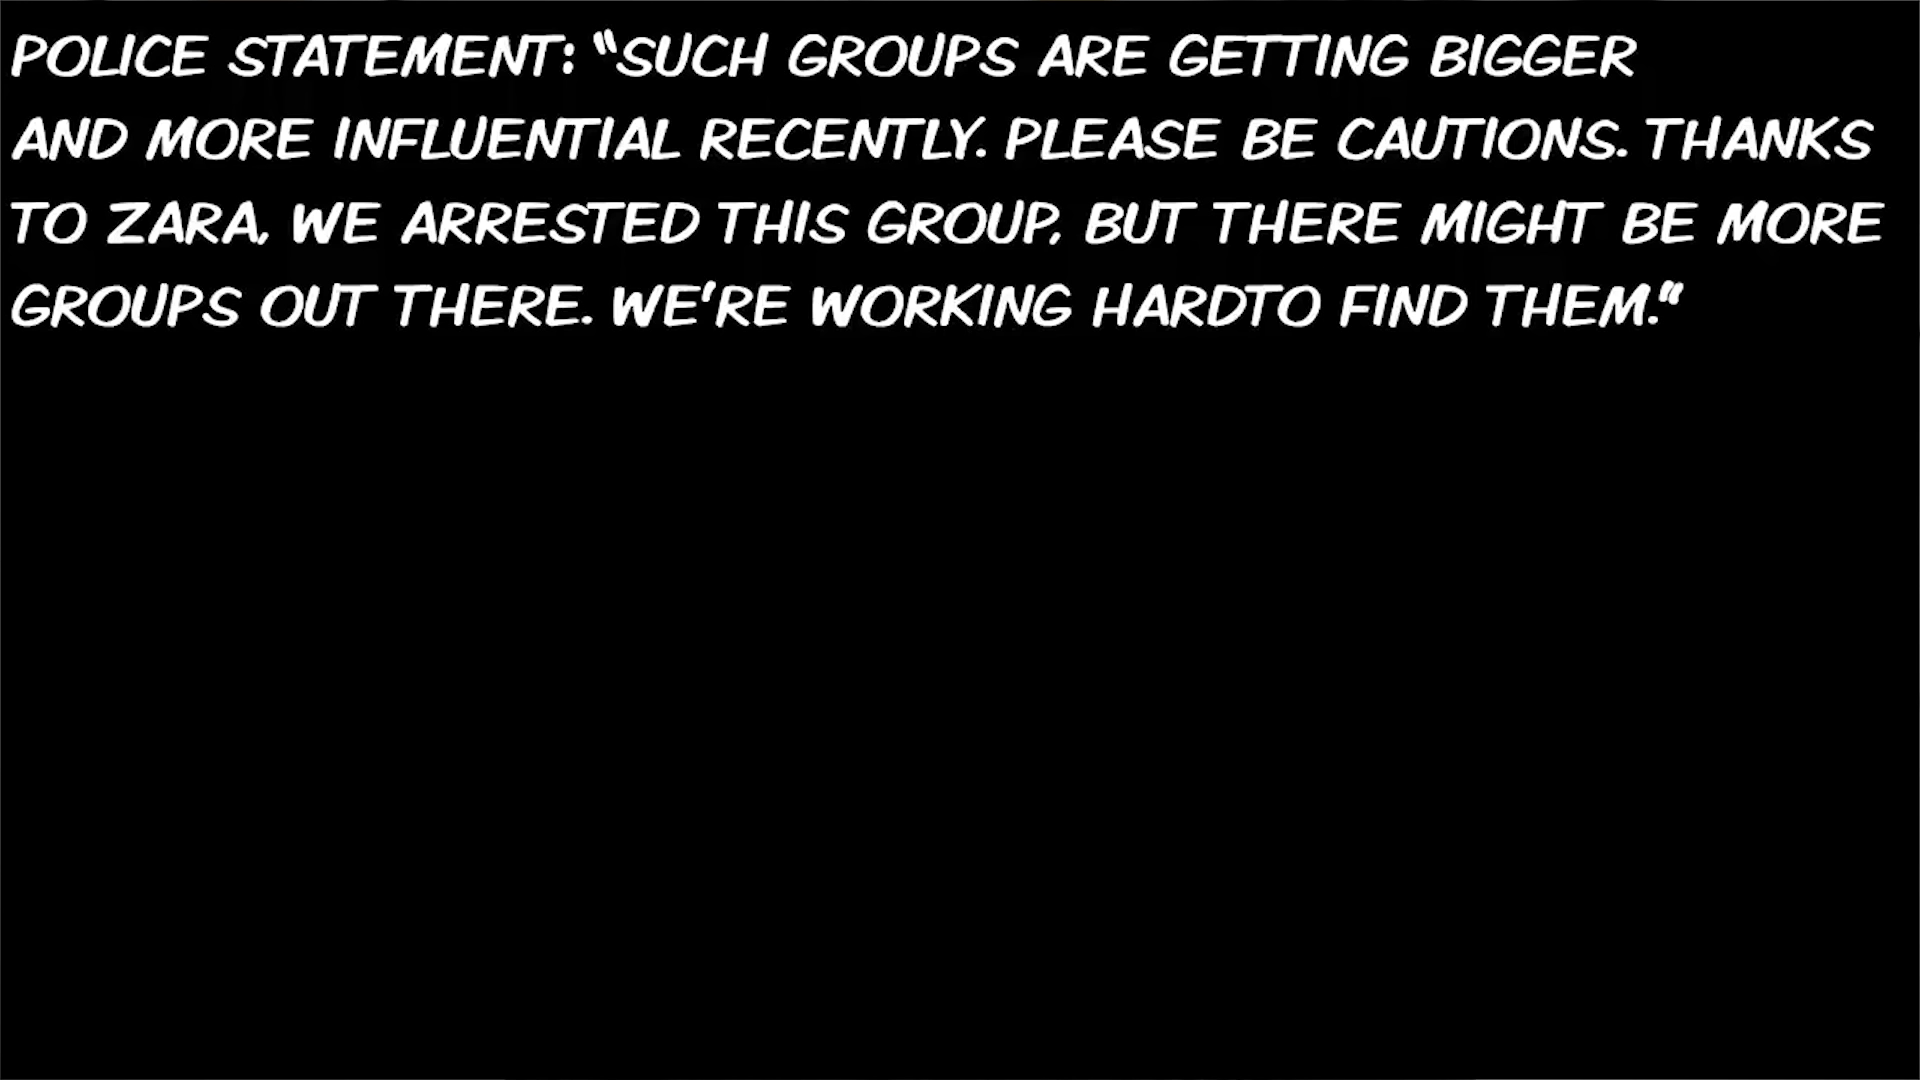 POLICE STATEMENT: "SUCH GROUPS ARE GETTING BIGGER
AND MORE INFLUENTIAL RECENTLY. PLEASE BE CAUTIONS. THANKS
TO ZARA, WE ARRESTED THIS GROUP, BUT THERE MIGHT BE MORE
GROUPS OUT THERE. WE'RE WORKING HARDTO FIND THEM."